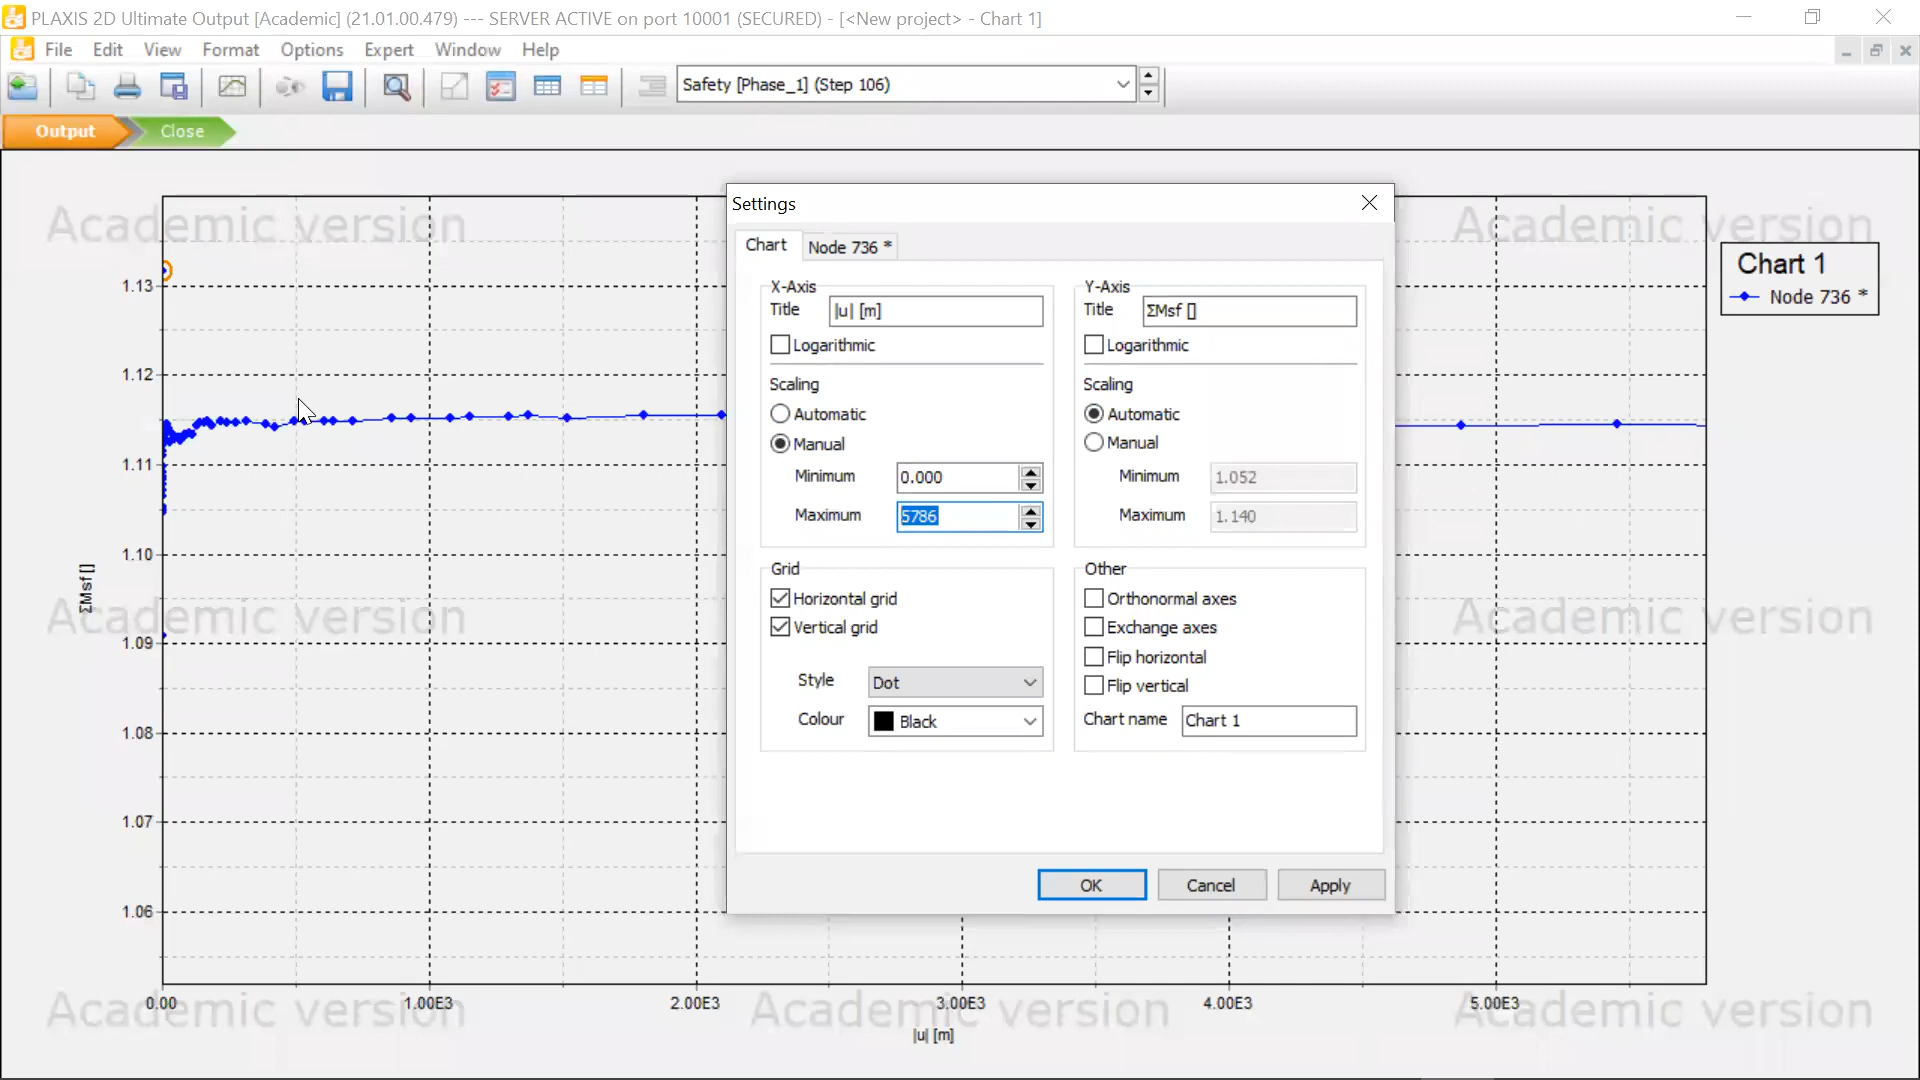 PLAXIS 2D Ultimate Output [Academic] (21.01.00.479) --- SERVER ACTIVE on port 10001 (SECURED) - [<New project> - Chart 1]
File Edit View Format Options Expert Window Help
Safety [Phase_1] (Step 106)
Output Close
Academic version
Academic version
Chart 1
Node 736 *
Settings
Chart Node 736 *
X-Axis
Title |u| [m]
Logarithmic
Scaling
Automatic
Manual
Minimum 0.000
Maximum 5786
Y-Axis
Title ΣMsf []
Logarithmic
Scaling
Automatic
Manual
Minimum 1.052
Maximum 1.140
Grid
Horizontal grid
Vertical grid
Style Dot
Colour Black
Other
Orthonormal axes
Exchange axes
Flip horizontal
Flip vertical
Chart name Chart 1
OK Cancel Apply
1.13
1.12
1.11
1.10
1.09
1.08
1.07
1.06
ΣMsf []
Academic version
Academic version
0.00 1.00E3 2.00E3 3.00E3 4.00E3 5.00E3
Academic version
Academic version
Academic version
|u| [m]